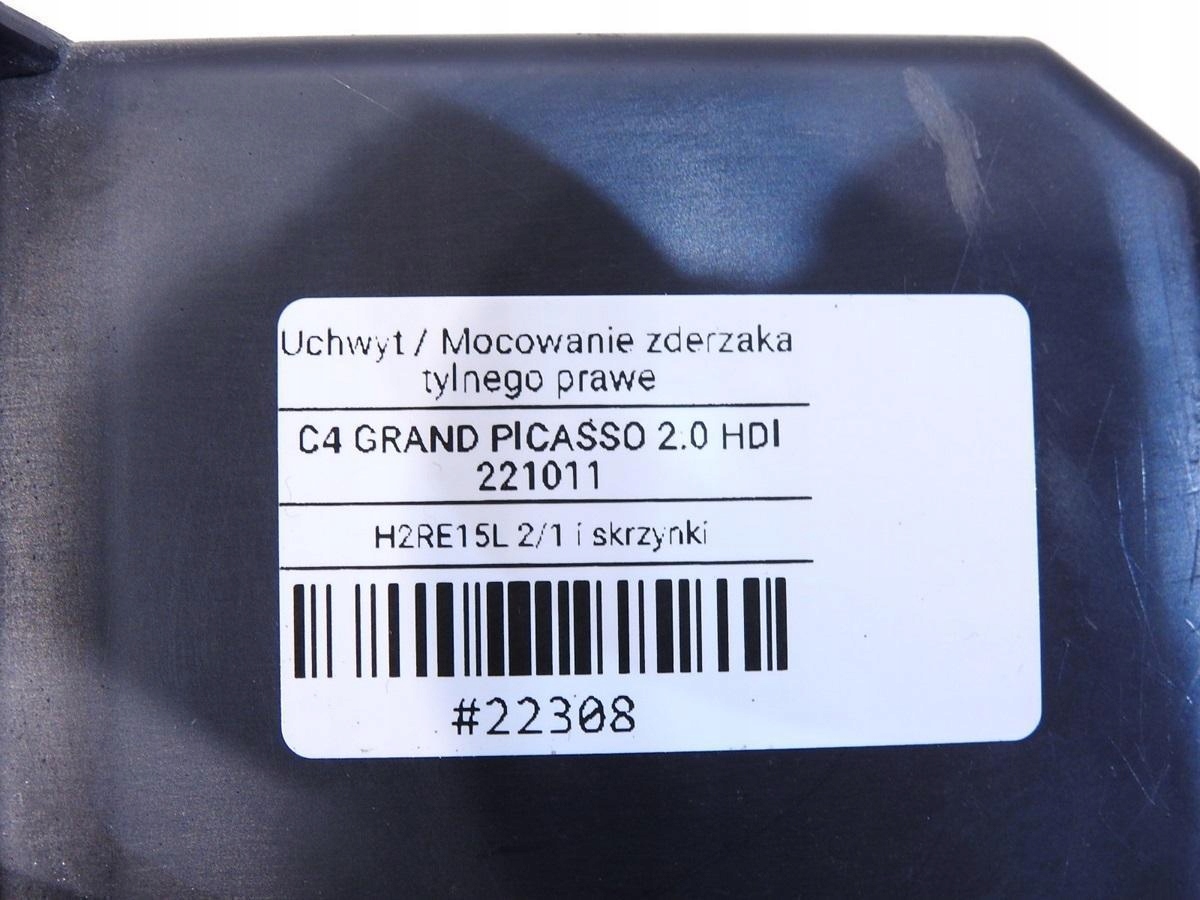 Uchwyt / Mocowanie zderzaka
tylnego prawe
C4 GRAND PICASSO 2.0 HDI
221011
H2RE15L 2/1 i skrzynki
#22308